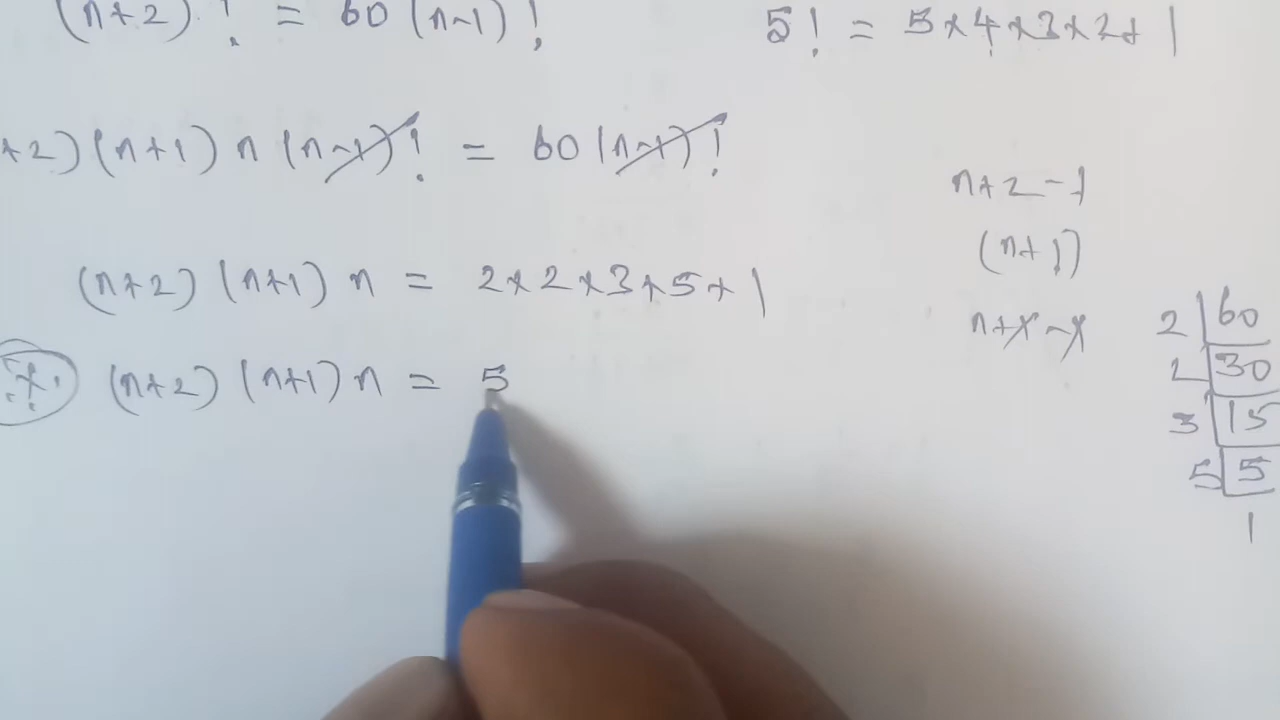 (n+2)! = 60(n-1)!
5! = 5×4×3×2×1
+2)(n+1)n(n-1)! = 60(n-1)!
n+2-1
(n+1)
(n+2)(n+1)n = 2×2×3×5×1
n+1-1
2|60
2|30
3|15
5|5
1
(n+2)(n+1)n = 5